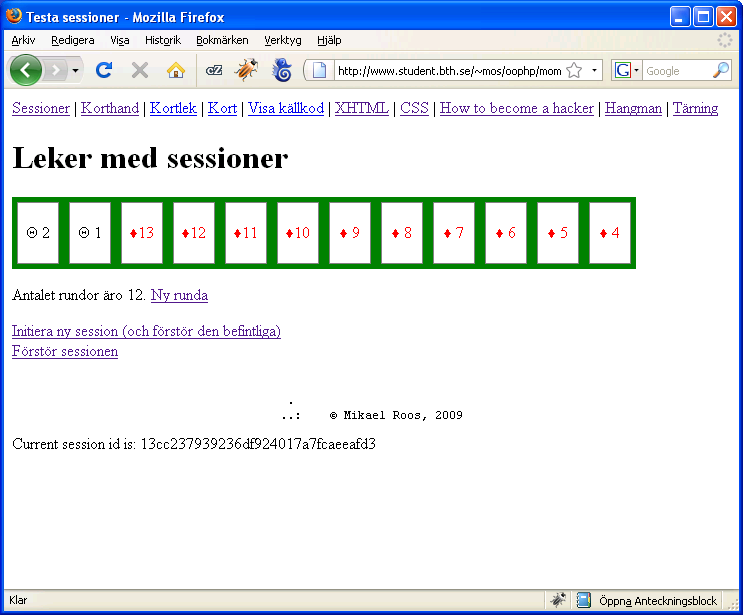 Testa sessioner - Mozilla Firefox
Arkiv Redigera Visa Historik Bokmärken Verktyg Hjälp
http://www.student.bth.se/~mos/oophp/mom
G Google
Sessioner | Korthand | Kortlek | Kort | Visa källkod | XHTML | CSS | How to become a hacker | Hangman | Tärning
Leker med sessioner
2 1 ♦13 ♦12 ♦11 ♦10 ♦ 9 ♦ 8 ♦ 7 ♦ 6 ♦ 5 ♦ 4
Antalet rundor äro 12. Ny runda
Initiera ny session (och förstör den befintliga)
Förstör sessionen
.
..: © Mikael Roos, 2009
Current session id is: 13cc237939236df924017a7fcaeeafd3
Klar Öppna Anteckningsblock